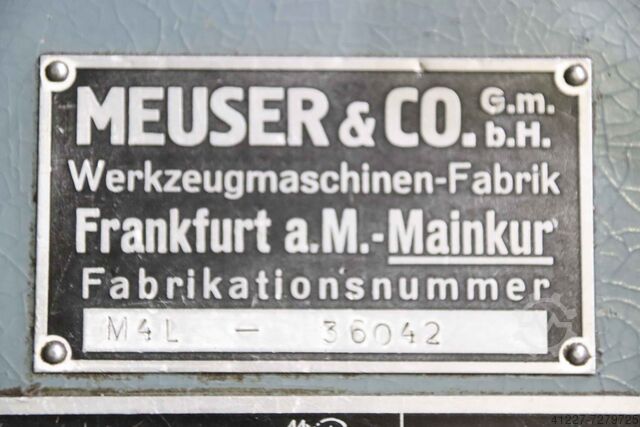 MEUSER & CO. G.m.b.H.
Werkzeugmaschinen-Fabrik
Frankfurt a.M.-Mainkur
Fabrikationsnummer
M4L – 36042
41227-7279725